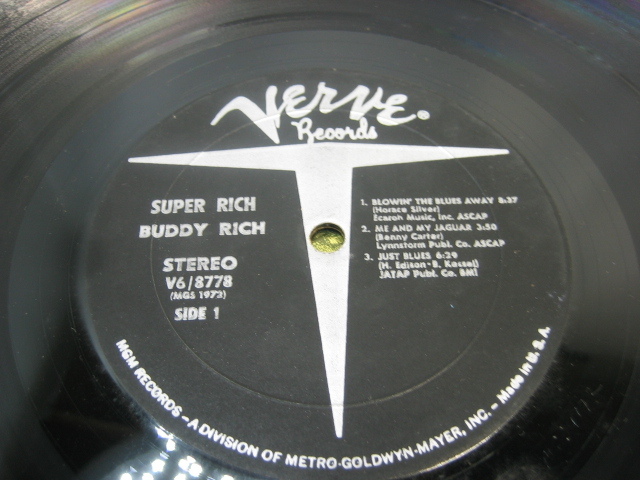 Verve
Records
SUPER RICH
BUDDY RICH
STEREO
V6/8778
(MGS 1972)
SIDE 1
1. BLOWIN' THE BLUES AWAY 8:27
(Horace Silver)
Ecaroh Music, Inc. ASCAP
2. ME AND MY JAGUAR 3:50
(Benny Carter)
Lynnstorm Publ. Co. ASCAP
3. JUST BLUES 6:29
(H. Edison-B. Kessel)
JATAP Publ. Co. BMI
MGM RECORDS - A DIVISION OF METRO-GOLDWYN-MAYER, INC. - Made in U. S. A.